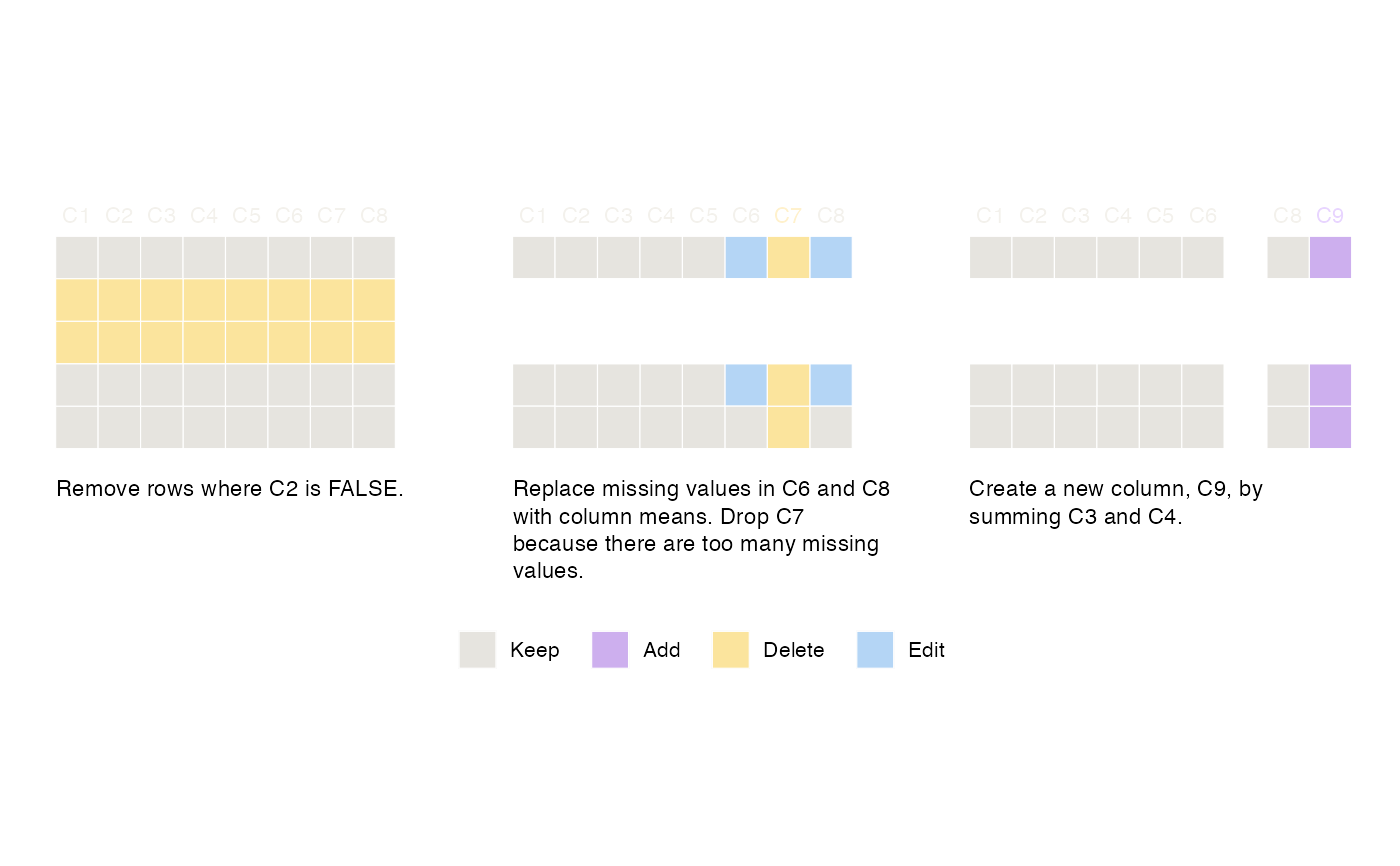 C1 C2 C3 C4 C5 C6 C7 C8
C1 C2 C3 C4 C5 C6 C7 C8
C1 C2 C3 C4 C5 C6 C8 C9
Remove rows where C2 is FALSE.
Replace missing values in C6 and C8
with column means. Drop C7
because there are too many missing
values.
Create a new column, C9, by
summing C3 and C4.
Keep
Add
Delete
Edit